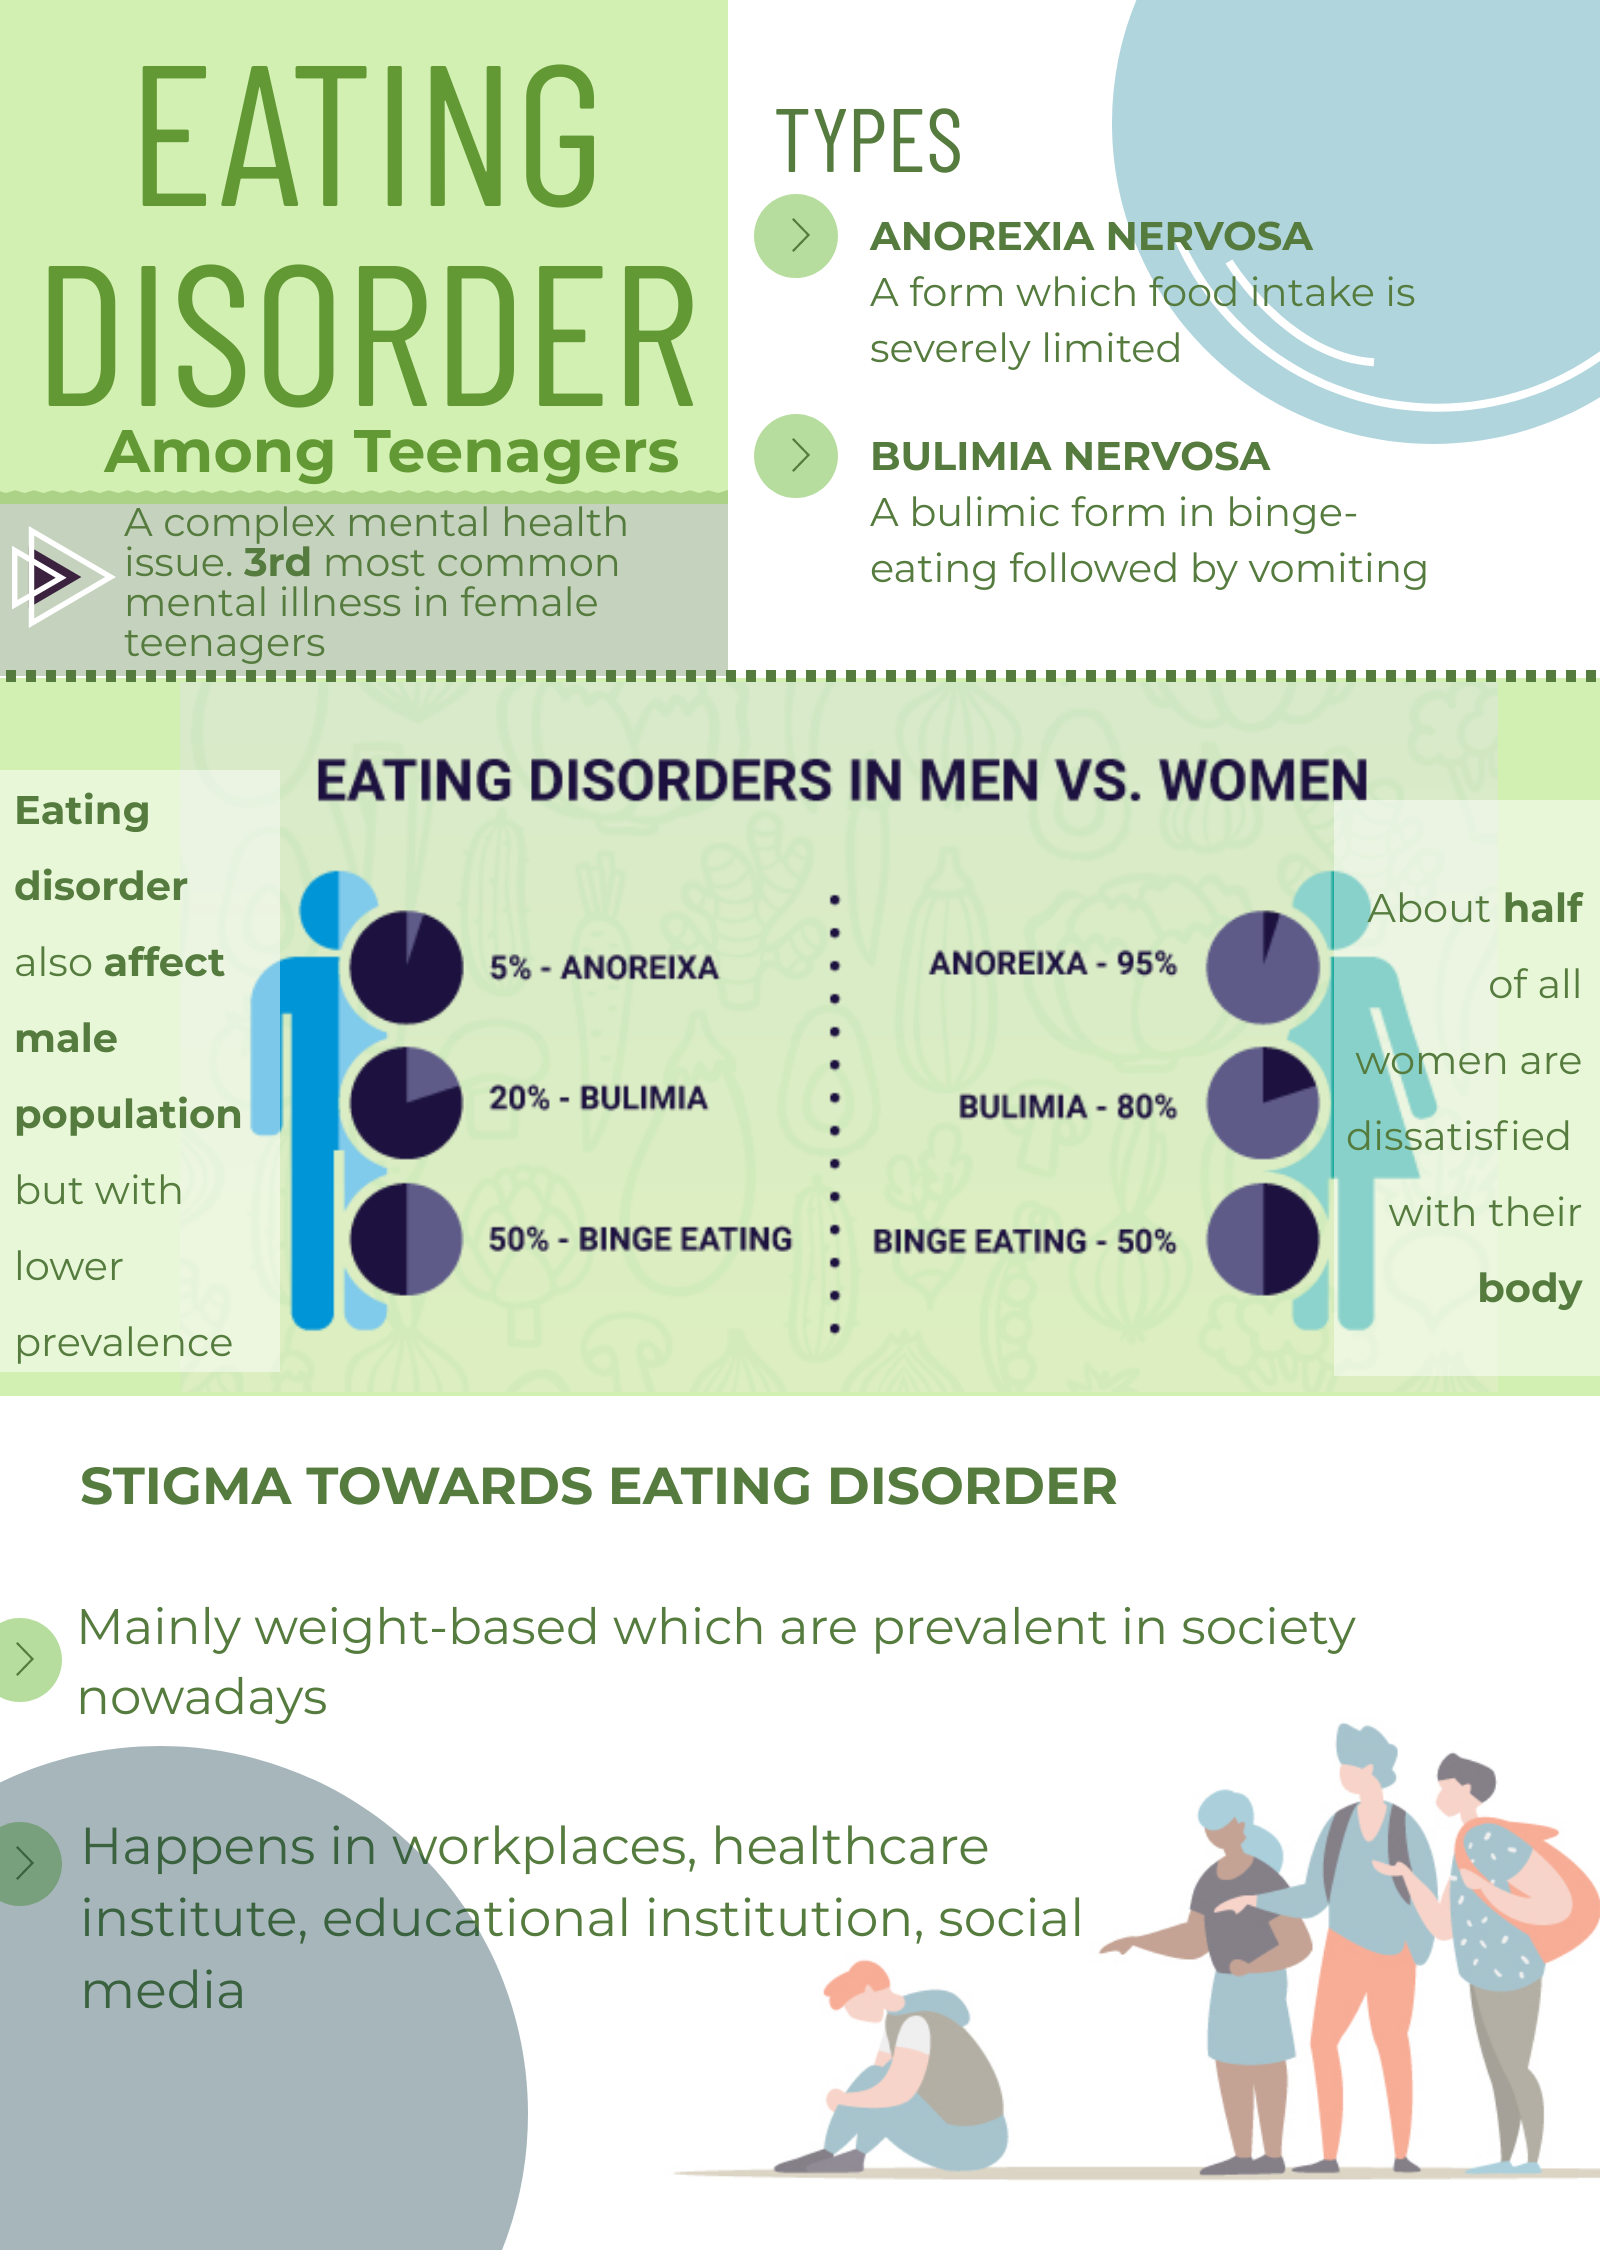 EATING
DISORDER
Among Teenagers
A complex mental health
issue. 3rd most common
mental illness in female
teenagers
TYPES
ANOREXIA NERVOSA
A form which food intake is
severely limited
BULIMIA NERVOSA
A bulimic form in binge-
eating followed by vomiting
EATING DISORDERS IN MEN VS. WOMEN
Eating
disorder
also affect
male
population
but with
lower
prevalence
5% - ANOREIXA
20% - BULIMIA
50% - BINGE EATING
ANOREIXA - 95%
BULIMIA - 80%
BINGE EATING - 50%
About half
of all
women are
dissatisfied
with their
body
STIGMA TOWARDS EATING DISORDER
Mainly weight-based which are prevalent in society
nowadays
Happens in workplaces, healthcare
institute, educational institution, social
media